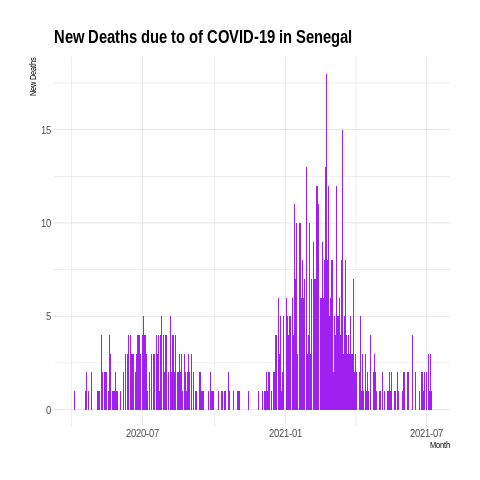 New Deaths due to of COVID-19 in Senegal
New Deaths
15
10
5
0
2020-07
2021-01
2021-07
Month